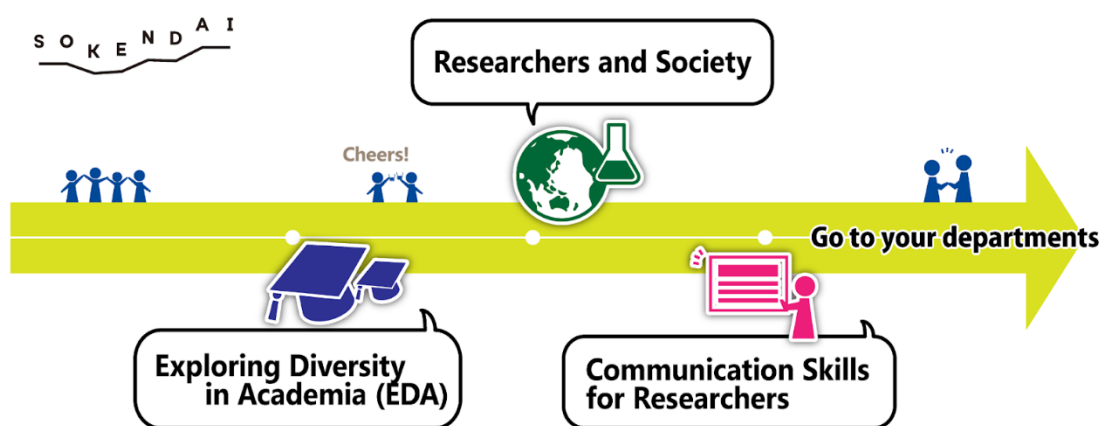 SOKENDAI
Researchers and Society
Cheers!
Go to your departments
Exploring Diversity
in Academia (EDA)
Communication Skills
for Researchers